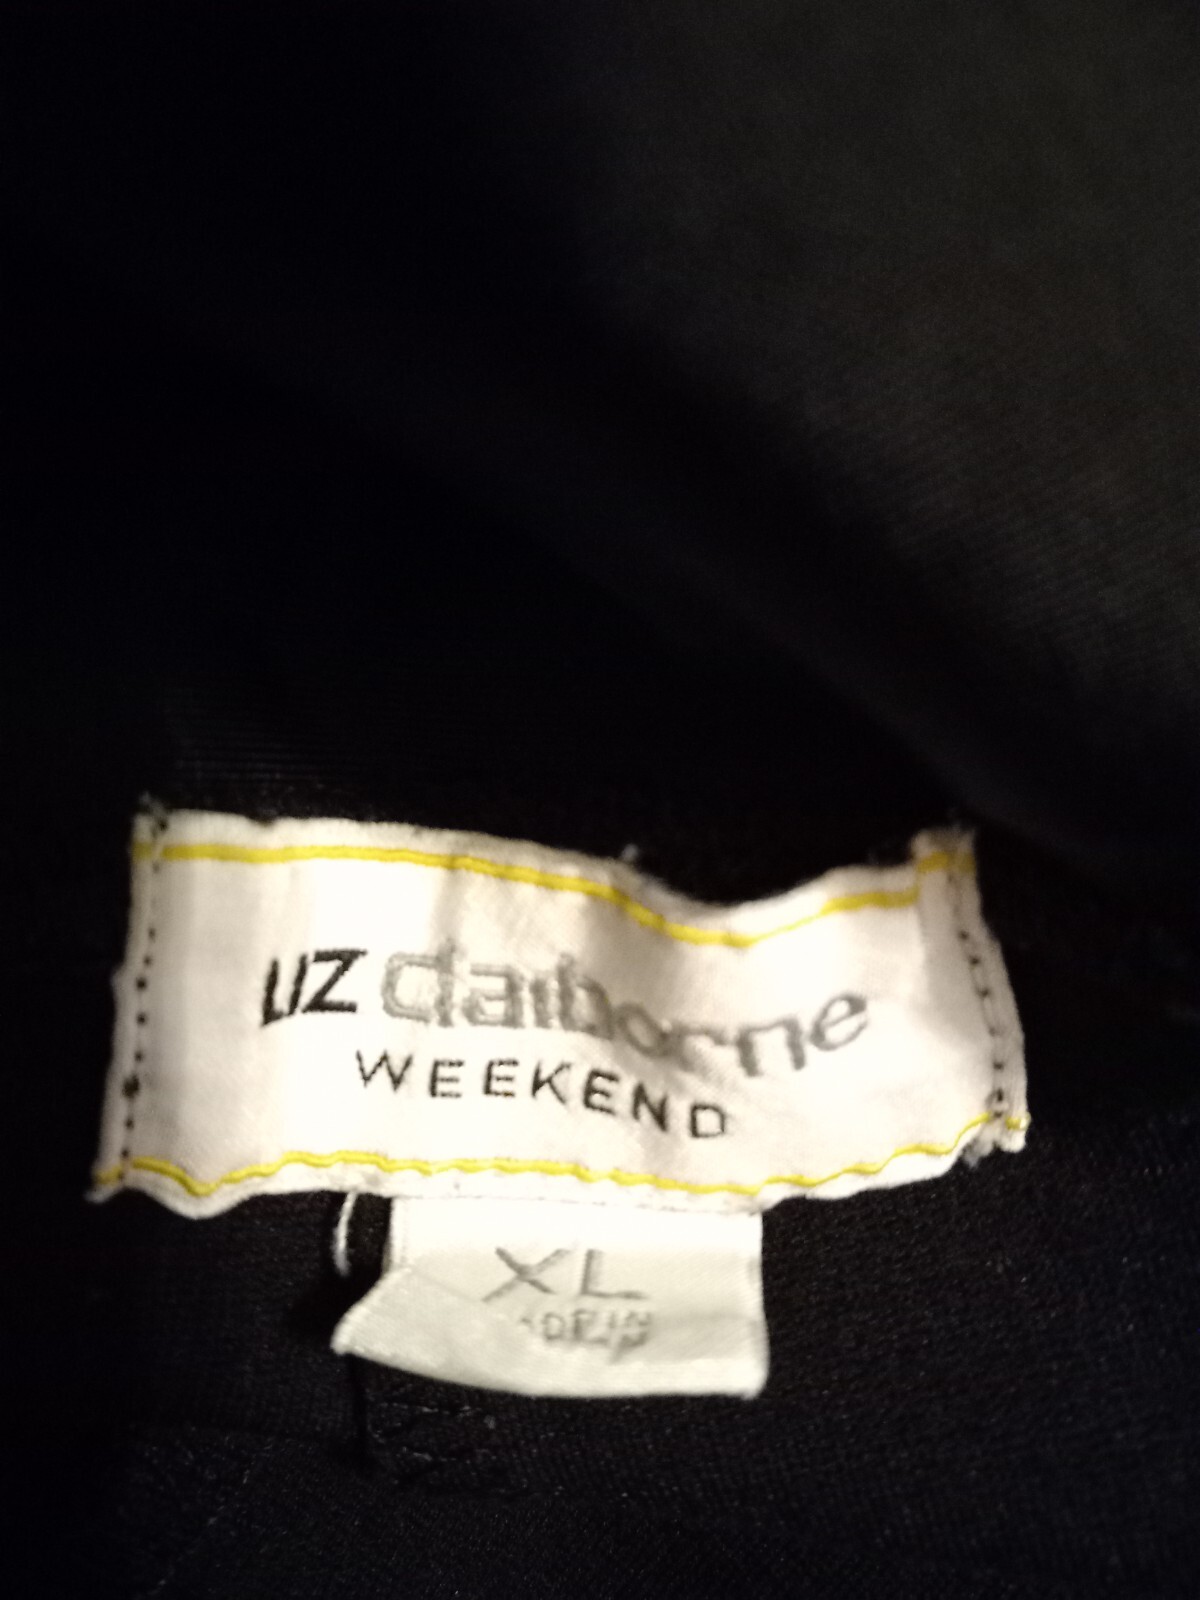 LIZ claiborne
WEEKEND
XL